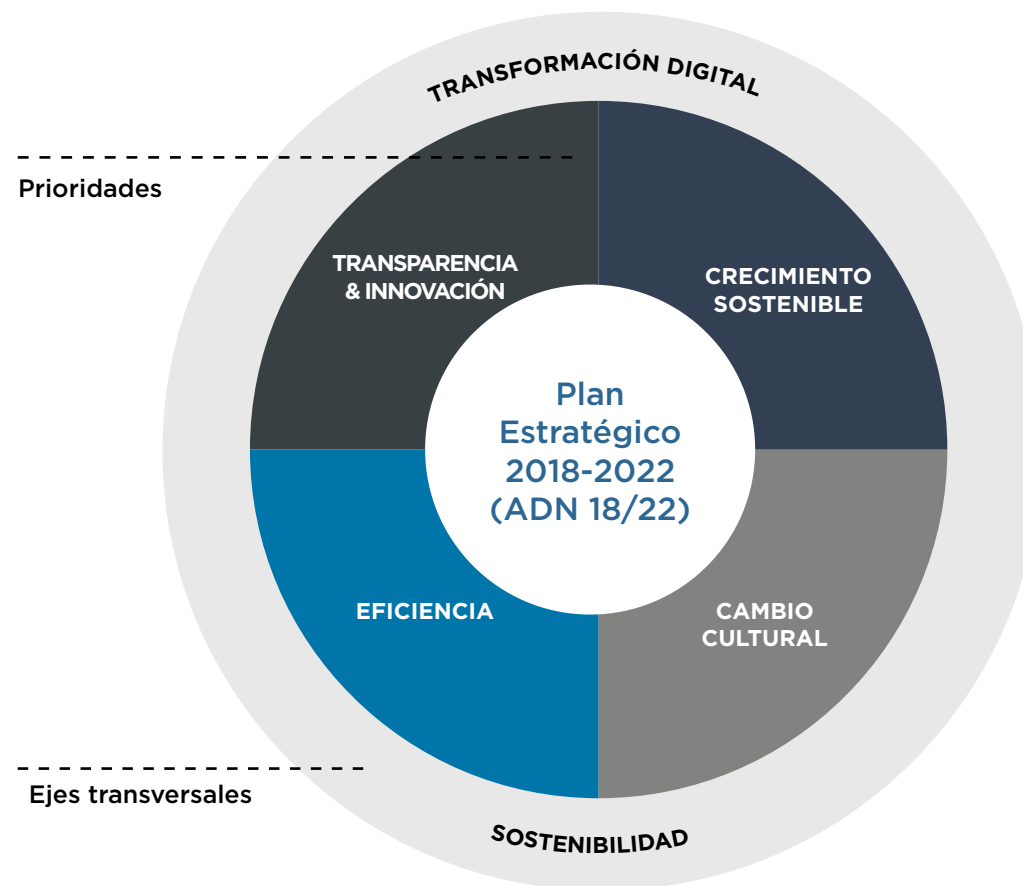 TRANSFORMACIÓN DIGITAL
Prioridades
TRANSPARENCIA
& INNOVACIÓN
CRECIMIENTO
SOSTENIBLE
Plan
Estratégico
2018-2022
(ADN 18/22)
EFICIENCIA
CAMBIO
CULTURAL
Ejes transversales
SOSTENIBILIDAD